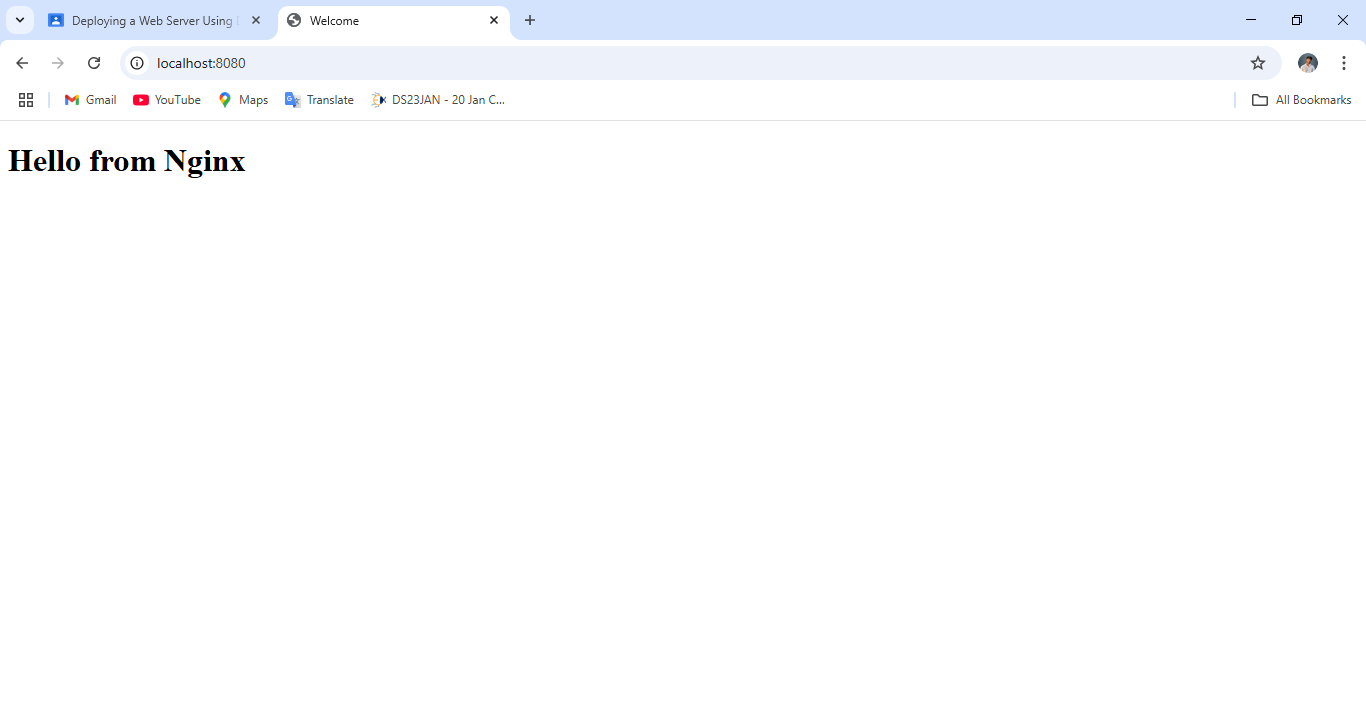 Deploying a Web Server Using
Welcome
localhost:8080
Gmail
YouTube
Maps
Translate
DS23JAN - 20 Jan C...
All Bookmarks
Hello from Nginx